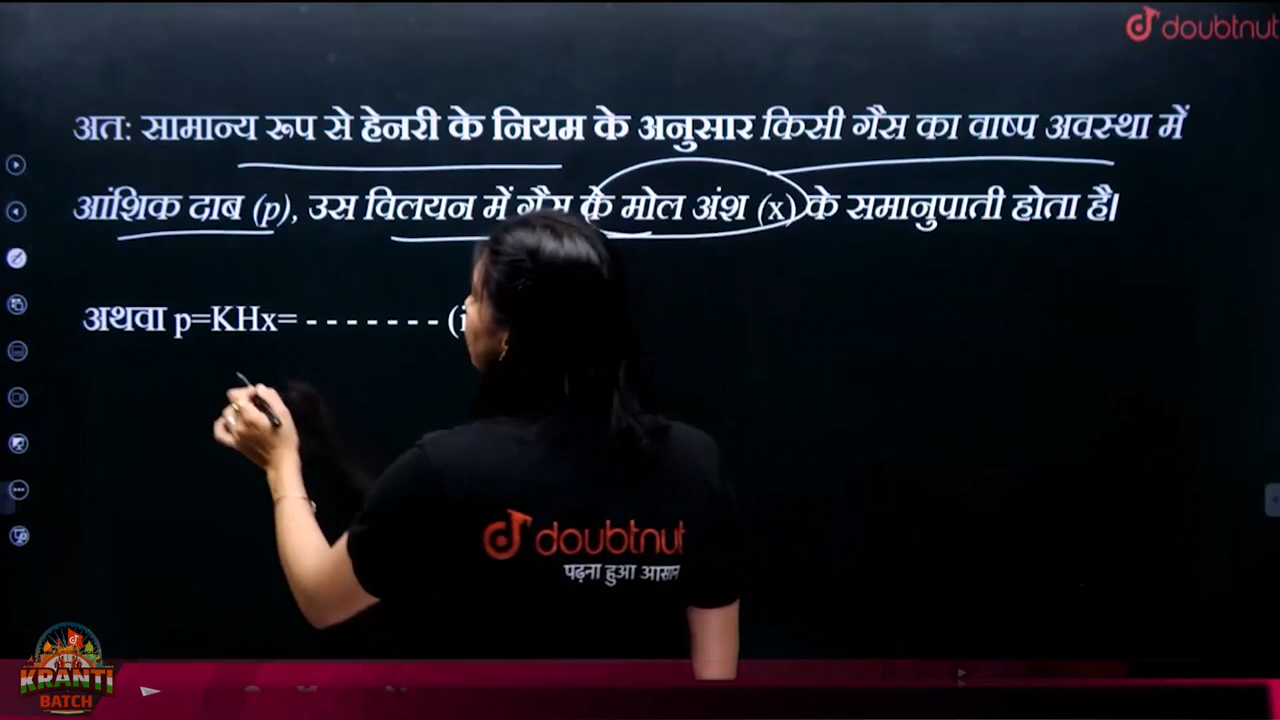 doubtnut
अतः सामान्य रूप से हेनरी के नियम के अनुसार किसी गैस का वाष्प अवस्था में
आंशिक दाब (p), उस विलयन में गैस के मोल अंश (x) के समानुपाती होता है।
अथवा p=KHx= - - - - - - - (i
doubtnut
पढ़ना हुआ आसान
KRANTI
BATCH